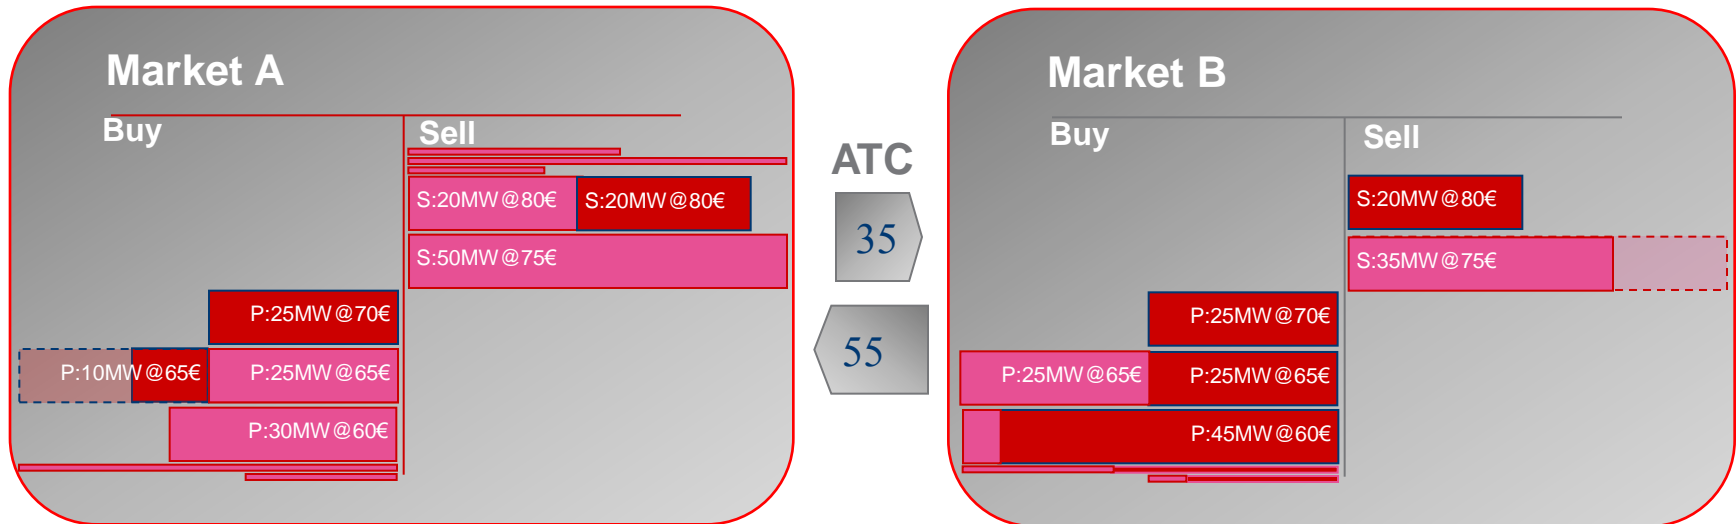 Market A
Buy
Sell
S:20MW@80€ S:20MW@80€
S:50MW@75€
P:25MW@70€
P:10MW@65€ P:25MW@65€
P:30MW@60€
ATC
35
55
Market B
Buy
Sell
S:20MW@80€
S:35MW@75€
P:25MW@70€
P:25MW@65€ P:25MW@65€
P:45MW@60€